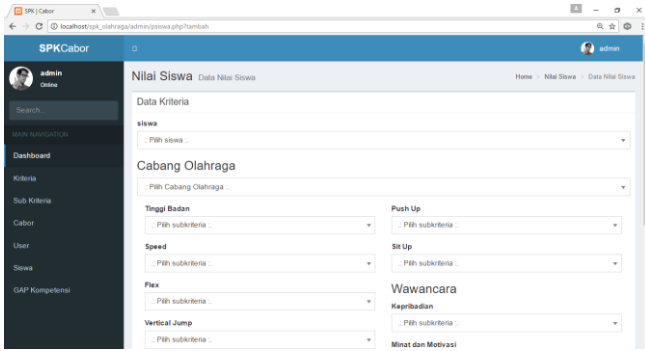 SPK | Cabor
localhost/spk_olahraga/admin/psiswa.php?tambah
SPKCabor
admin
admin
Online
Search...
MAIN NAVIGATION
Dashboard
Kriteria
Sub Kriteria
Cabor
User
Siswa
GAP Kompetensi
Nilai Siswa Data Nilai Siswa
Home > Nilai Siswa > Data Nilai Siswa
Data Kriteria
siswa
.: Pilih siswa :.
Cabang Olahraga
.: Pilih Cabang Olahraga :.
Tinggi Badan
.: Pilih subkriteria :.
Speed
.: Pilih subkriteria :.
Flex
.: Pilih subkriteria :.
Vertical Jump
.: Pilih subkriteria :.
Push Up
.: Pilih subkriteria :.
Sit Up
.: Pilih subkriteria :.
Wawancara
Kepribadian
.: Pilih subkriteria :.
Minat dan Motivasi